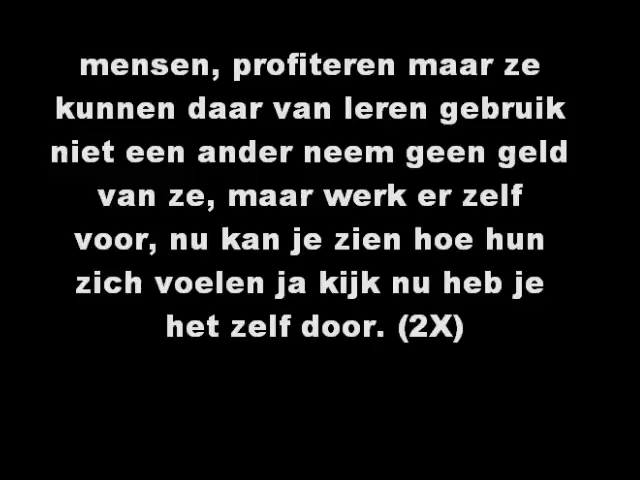 mensen, profiteren maar ze
kunnen daar van leren gebruik
niet een ander neem geen geld
van ze, maar werk er zelf
voor, nu kan je zien hoe hun
zich voelen ja kijk nu heb je
het zelf door. (2X)